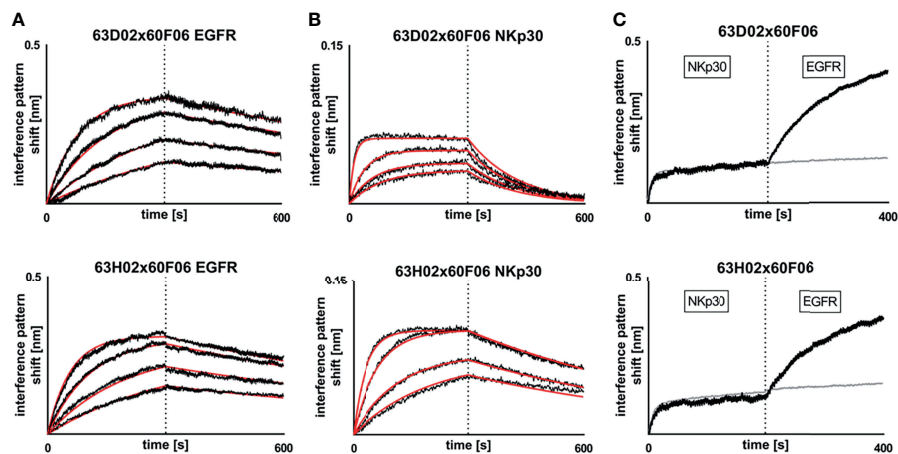 A
63D02x60F06 EGFR
0.5
interference pattern
shift [nm]
0
time [s]
600
B
63D02x60F06 NKp30
0.15
interference pattern
shift [nm]
0
time [s]
600
C
63D02x60F06
0.5
NKp30
EGFR
interference pattern
shift [nm]
0
time [s]
400
63H02x60F06 EGFR
0.5
interference pattern
shift [nm]
0
time [s]
600
63H02x60F06 NKp30
interference pattern
shift [nm]
0
time [s]
600
63H02x60F06
0.5
NKp30
EGFR
interference pattern
shift [nm]
0
time [s]
400